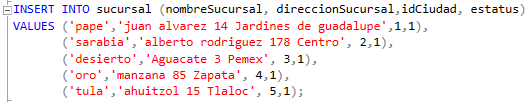 INSERT INTO sucursal (nombreSucursal, direccionSucursal,idCiudad, estatus)
VALUES ('pape','juan alvarez 14 Jardines de guadalupe',1,1),
('sarabia','alberto rodriguez 178 Centro', 2,1),
('desierto','Aguacate 3 Pemex', 3,1),
('oro','manzana 85 Zapata', 4,1),
('tula','ahuitzol 15 Tlaloc', 5,1);